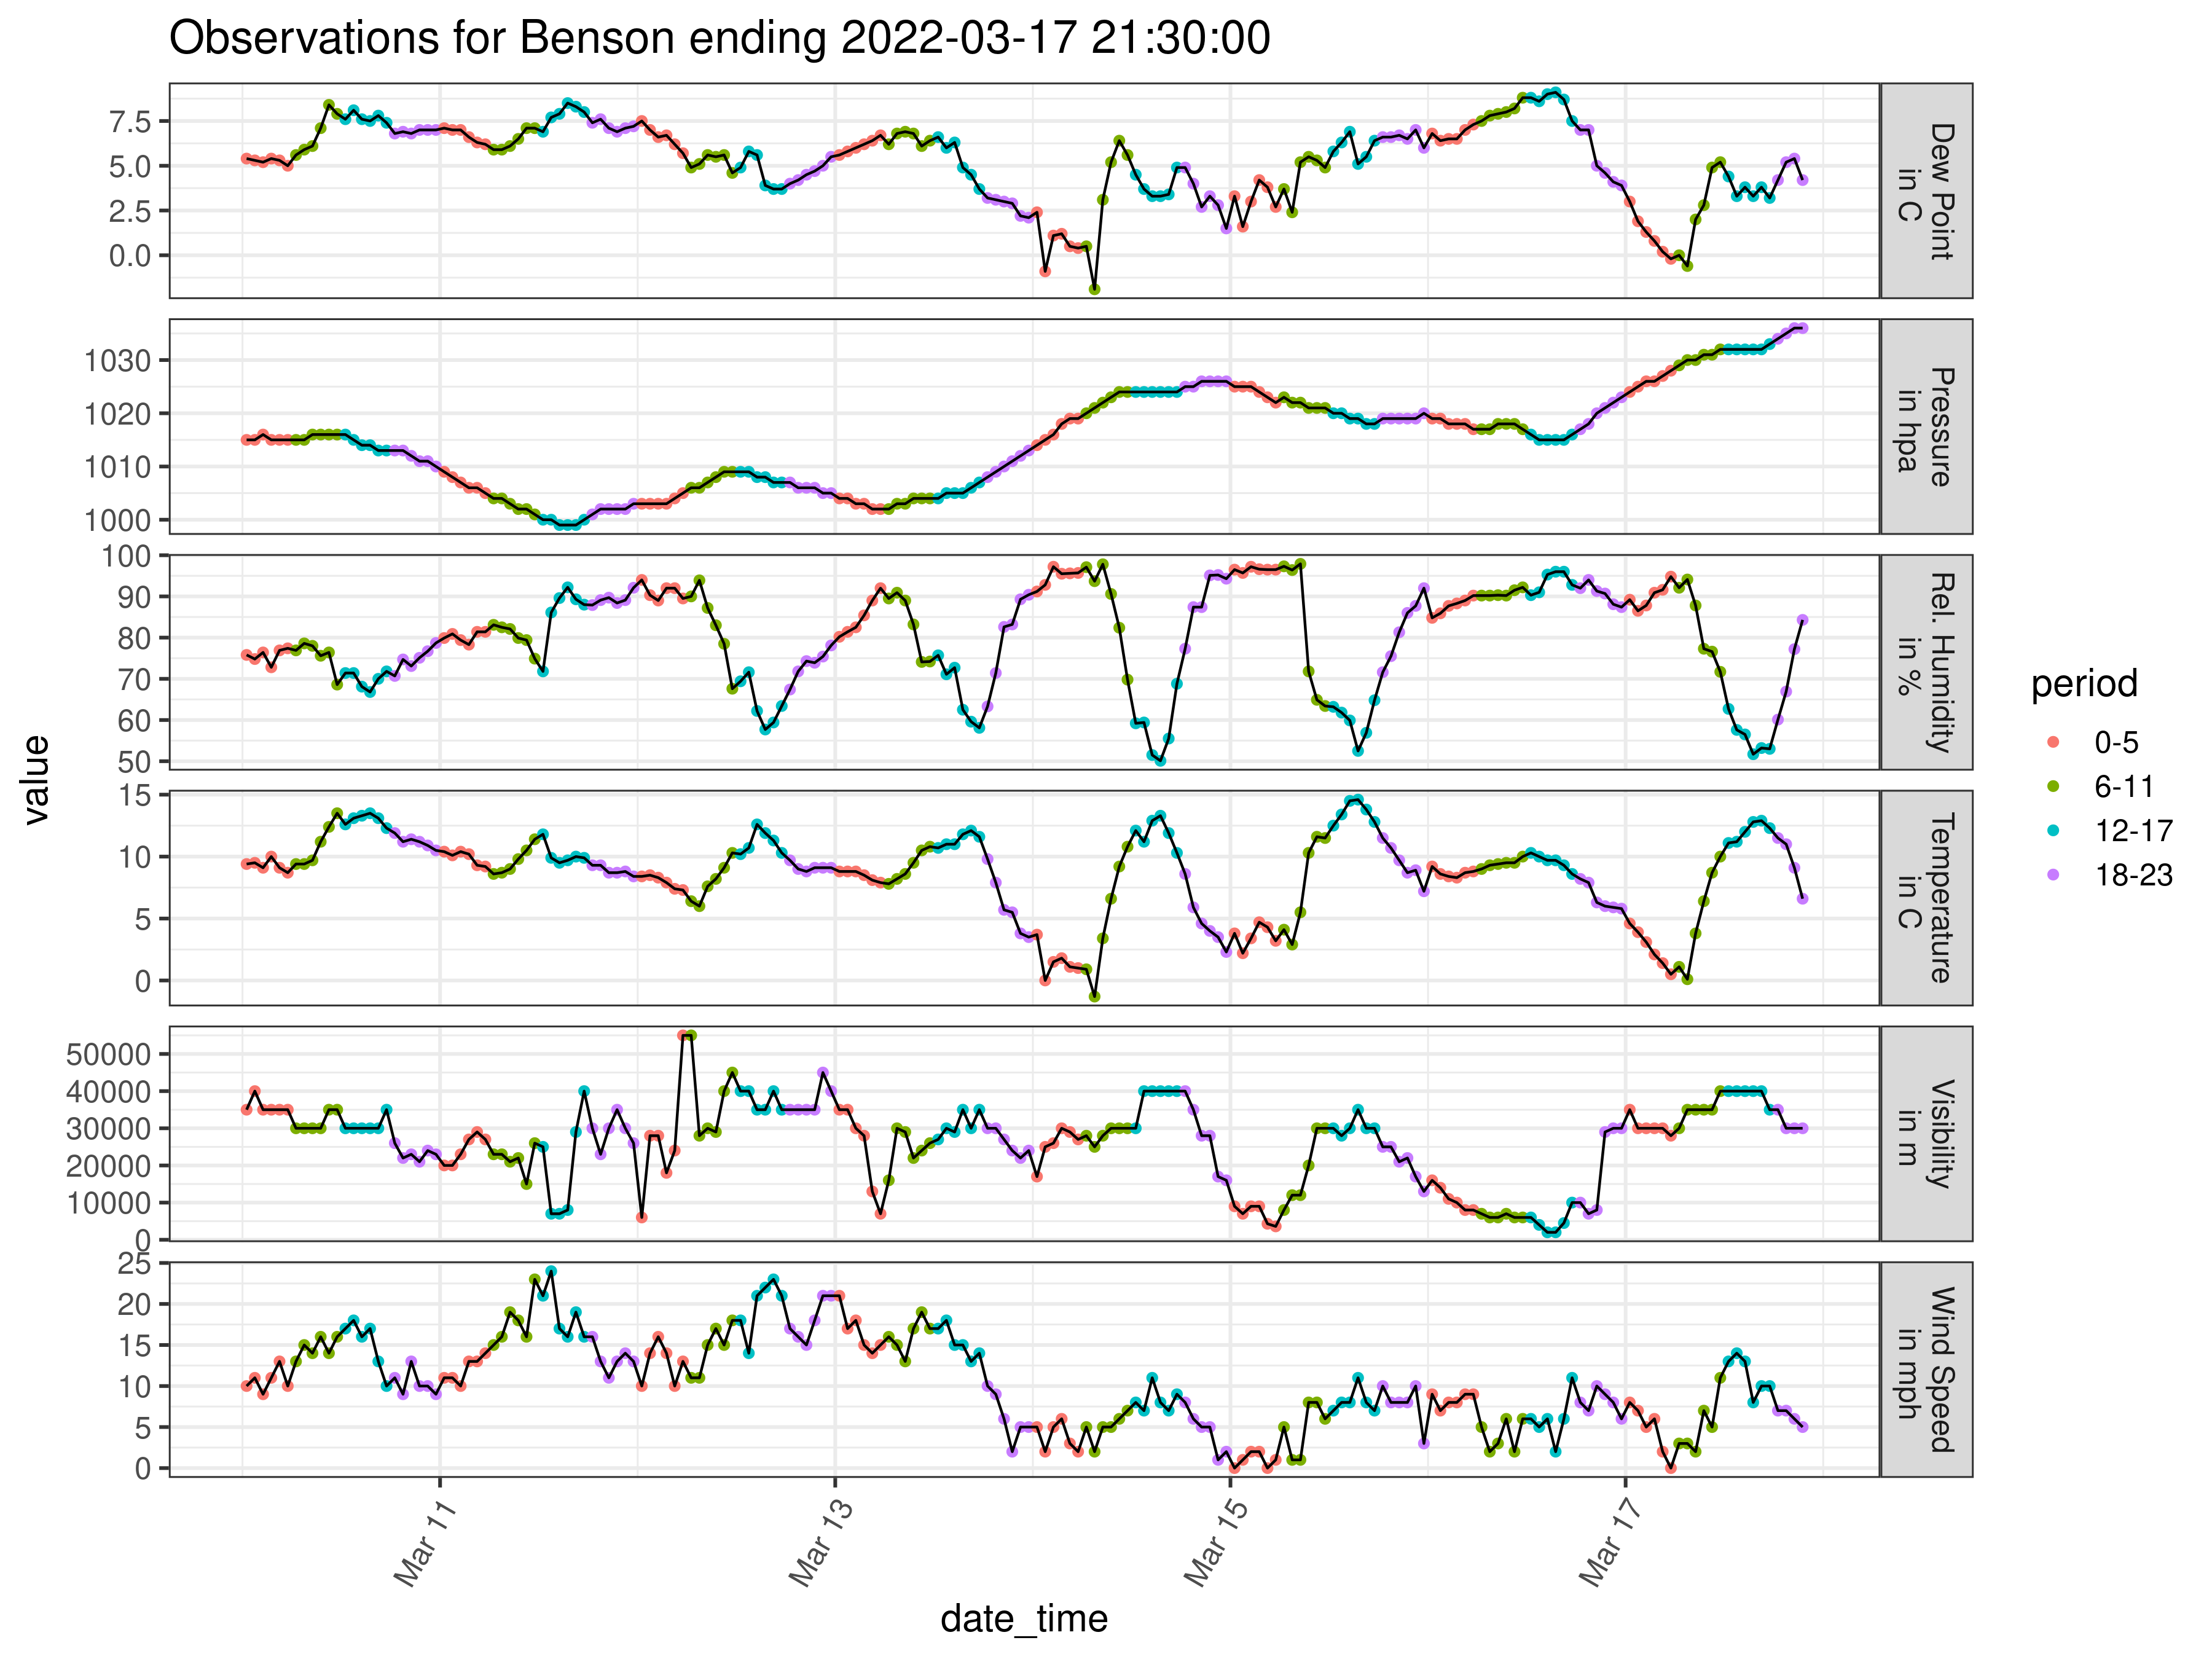 Observations for Benson ending 2022-03-17 21:30:00
value
7.5
5.0
2.5
0.0
Dew Point
in C
1030
1020
1010
1000
Pressure
in hpa
100
90
80
70
60
50
Rel. Humidity
in %
15
10
5
0
Temperature
in C
50000
40000
30000
20000
10000
0
Visibility
in m
25
20
15
10
5
0
Wind Speed
in mph
Mar 11
Mar 13
Mar 15
Mar 17
date_time
period
0-5
6-11
12-17
18-23